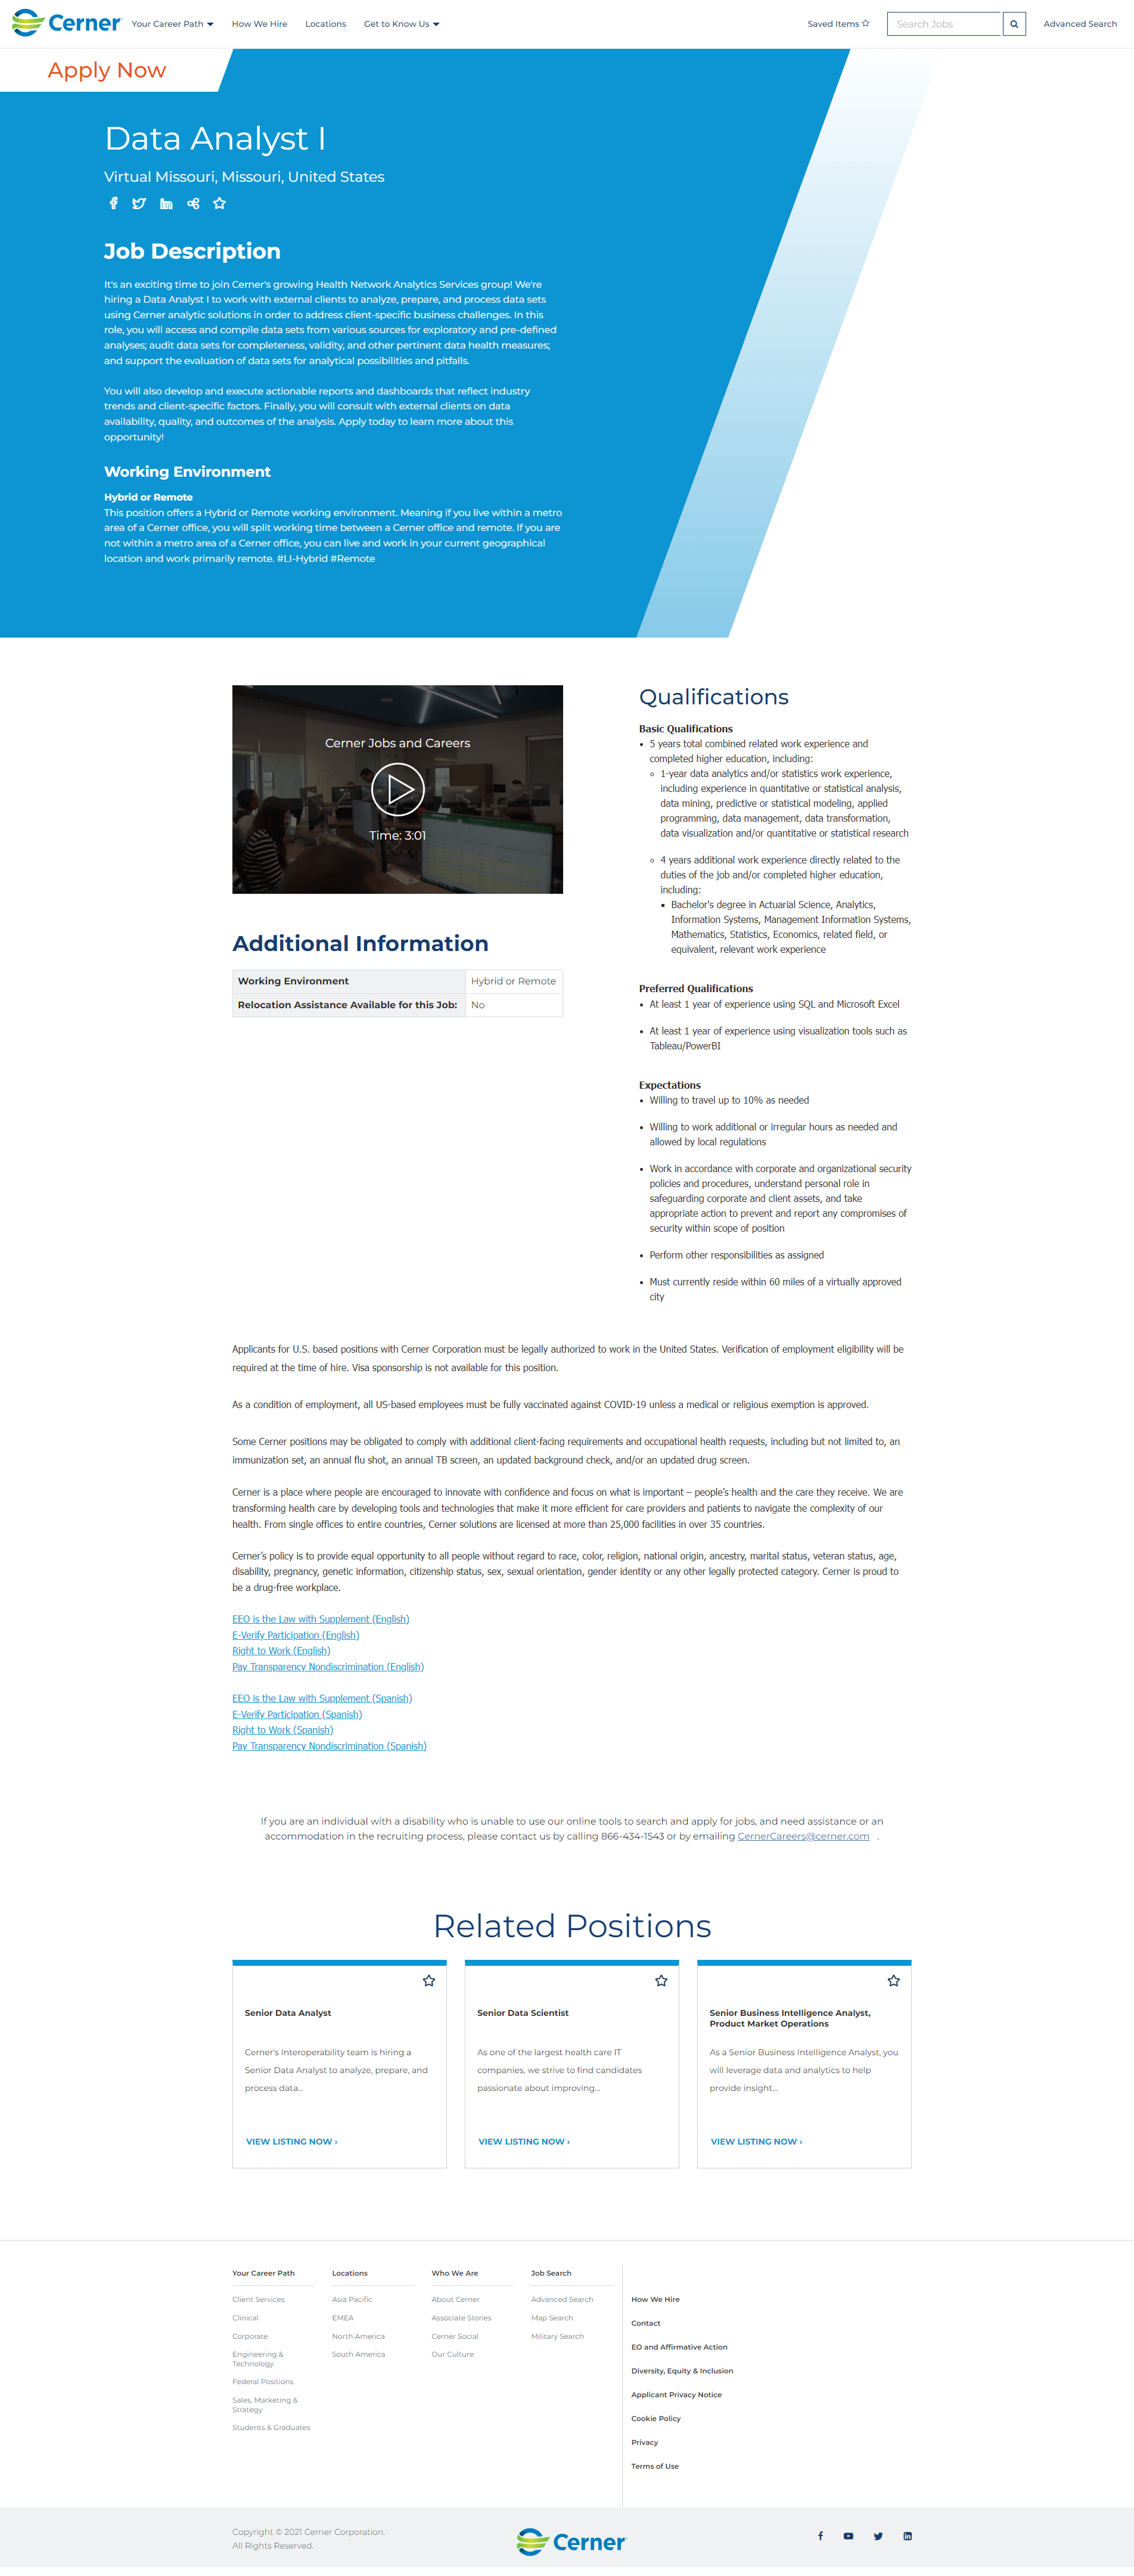 Cerner
Your Career Path
How We Hire
Locations
Get to Know Us
Saved Items
Search Jobs
Advanced Search
Apply Now
Data Analyst I
Virtual Missouri, Missouri, United States
Job Description
It's an exciting time to join Cerner's growing Health Network Analytics Services group! We're
hiring a Data Analyst I to work with external clients to analyze, prepare, and process data sets
using Cerner analytic solutions in order to address client-specific business challenges. In this
role, you will access and compile data sets from various sources for exploratory and pre-defined
analyses; audit data sets for completeness, validity, and other pertinent data health measures;
and support the evaluation of data sets for analytical possibilities and pitfalls.
You will also develop and execute actionable reports and dashboards that reflect industry
trends and client-specific factors. Finally, you will consult with external clients on data
availability, quality, and outcomes of the analysis. Apply today to learn more about this
opportunity!
Working Environment
Hybrid or Remote
This position offers a Hybrid or Remote working environment. Meaning if you live within a metro
area of a Cerner office, you will split working time between a Cerner office and remote. If you are
not within a metro area of a Cerner office, you can live and work in your current geographical
location and work primarily remote. #LI-Hybrid #Remote
Cerner Jobs and Careers
Time: 3:01
Additional Information
Working Environment Hybrid or Remote
Relocation Assistance Available for this Job: No
Qualifications
Basic Qualifications
• 5 years total combined related work experience and
completed higher education, including:
○ 1-year data analytics and/or statistics work experience,
including experience in quantitative or statistical analysis,
data mining, predictive or statistical modeling, applied
programming, data management, data transformation,
data visualization and/or quantitative or statistical research
○ 4 years additional work experience directly related to the
duties of the job and/or completed higher education,
including:
▪ Bachelor's degree in Actuarial Science, Analytics,
Information Systems, Management Information Systems,
Mathematics, Statistics, Economics, related field, or
equivalent, relevant work experience
Preferred Qualifications
• At least 1 year of experience using SQL and Microsoft Excel
• At least 1 year of experience using visualization tools such as
Tableau/PowerBI
Expectations
• Willing to travel up to 10% as needed
• Willing to work additional or irregular hours as needed and
allowed by local regulations
• Work in accordance with corporate and organizational security
policies and procedures, understand personal role in
safeguarding corporate and client assets, and take
appropriate action to prevent and report any compromises of
security within scope of position
• Perform other responsibilities as assigned
• Must currently reside within 60 miles of a virtually approved
city
Applicants for U.S. based positions with Cerner Corporation must be legally authorized to work in the United States. Verification of employment eligibility will be
required at the time of hire. Visa sponsorship is not available for this position.
As a condition of employment, all US-based employees must be fully vaccinated against COVID-19 unless a medical or religious exemption is approved.
Some Cerner positions may be obligated to comply with additional client-facing requirements and occupational health requests, including but not limited to, an
immunization set, an annual flu shot, an annual TB screen, an updated background check, and/or an updated drug screen.
Cerner is a place where people are encouraged to innovate with confidence and focus on what is important – people’s health and the care they receive. We are
transforming health care by developing tools and technologies that make it more efficient for care providers and patients to navigate the complexity of our
health. From single offices to entire countries, Cerner solutions are licensed at more than 25,000 facilities in over 35 countries.
Cerner’s policy is to provide equal opportunity to all people without regard to race, color, religion, national origin, ancestry, marital status, veteran status, age,
disability, pregnancy, genetic information, citizenship status, sex, sexual orientation, gender identity or any other legally protected category. Cerner is proud to
be a drug-free workplace.
EEO is the Law with Supplement (English)
E-Verify Participation (English)
Right to Work (English)
Pay Transparency Nondiscrimination (English)
EEO is the Law with Supplement (Spanish)
E-Verify Participation (Spanish)
Right to Work (Spanish)
Pay Transparency Nondiscrimination (Spanish)
If you are an individual with a disability who is unable to use our online tools to search and apply for jobs, and need assistance or an
accommodation in the recruiting process, please contact us by calling 866-434-1543 or by emailing CernerCareers@cerner.com .
Related Positions
Senior Data Analyst
Cerner's Interoperability team is hiring a
Senior Data Analyst to analyze, prepare, and
process data...
VIEW LISTING NOW ›
Senior Data Scientist
As one of the largest health care IT
companies, we strive to find candidates
passionate about improving...
VIEW LISTING NOW ›
Senior Business Intelligence Analyst,
Product Market Operations
As a Senior Business Intelligence Analyst, you
will leverage data and analytics to help
provide insight...
VIEW LISTING NOW ›
Your Career Path
Client Services
Clinical
Corporate
Engineering &
Technology
Federal Positions
Sales, Marketing &
Strategy
Students & Graduates
Locations
Asia Pacific
EMEA
North America
South America
Who We Are
About Cerner
Associate Stories
Cerner Social
Our Culture
Job Search
Advanced Search
Map Search
Military Search
How We Hire
Contact
EO and Affirmative Action
Diversity, Equity & Inclusion
Applicant Privacy Notice
Cookie Policy
Privacy
Terms of Use
Copyright © 2021 Cerner Corporation.
All Rights Reserved.
Cerner